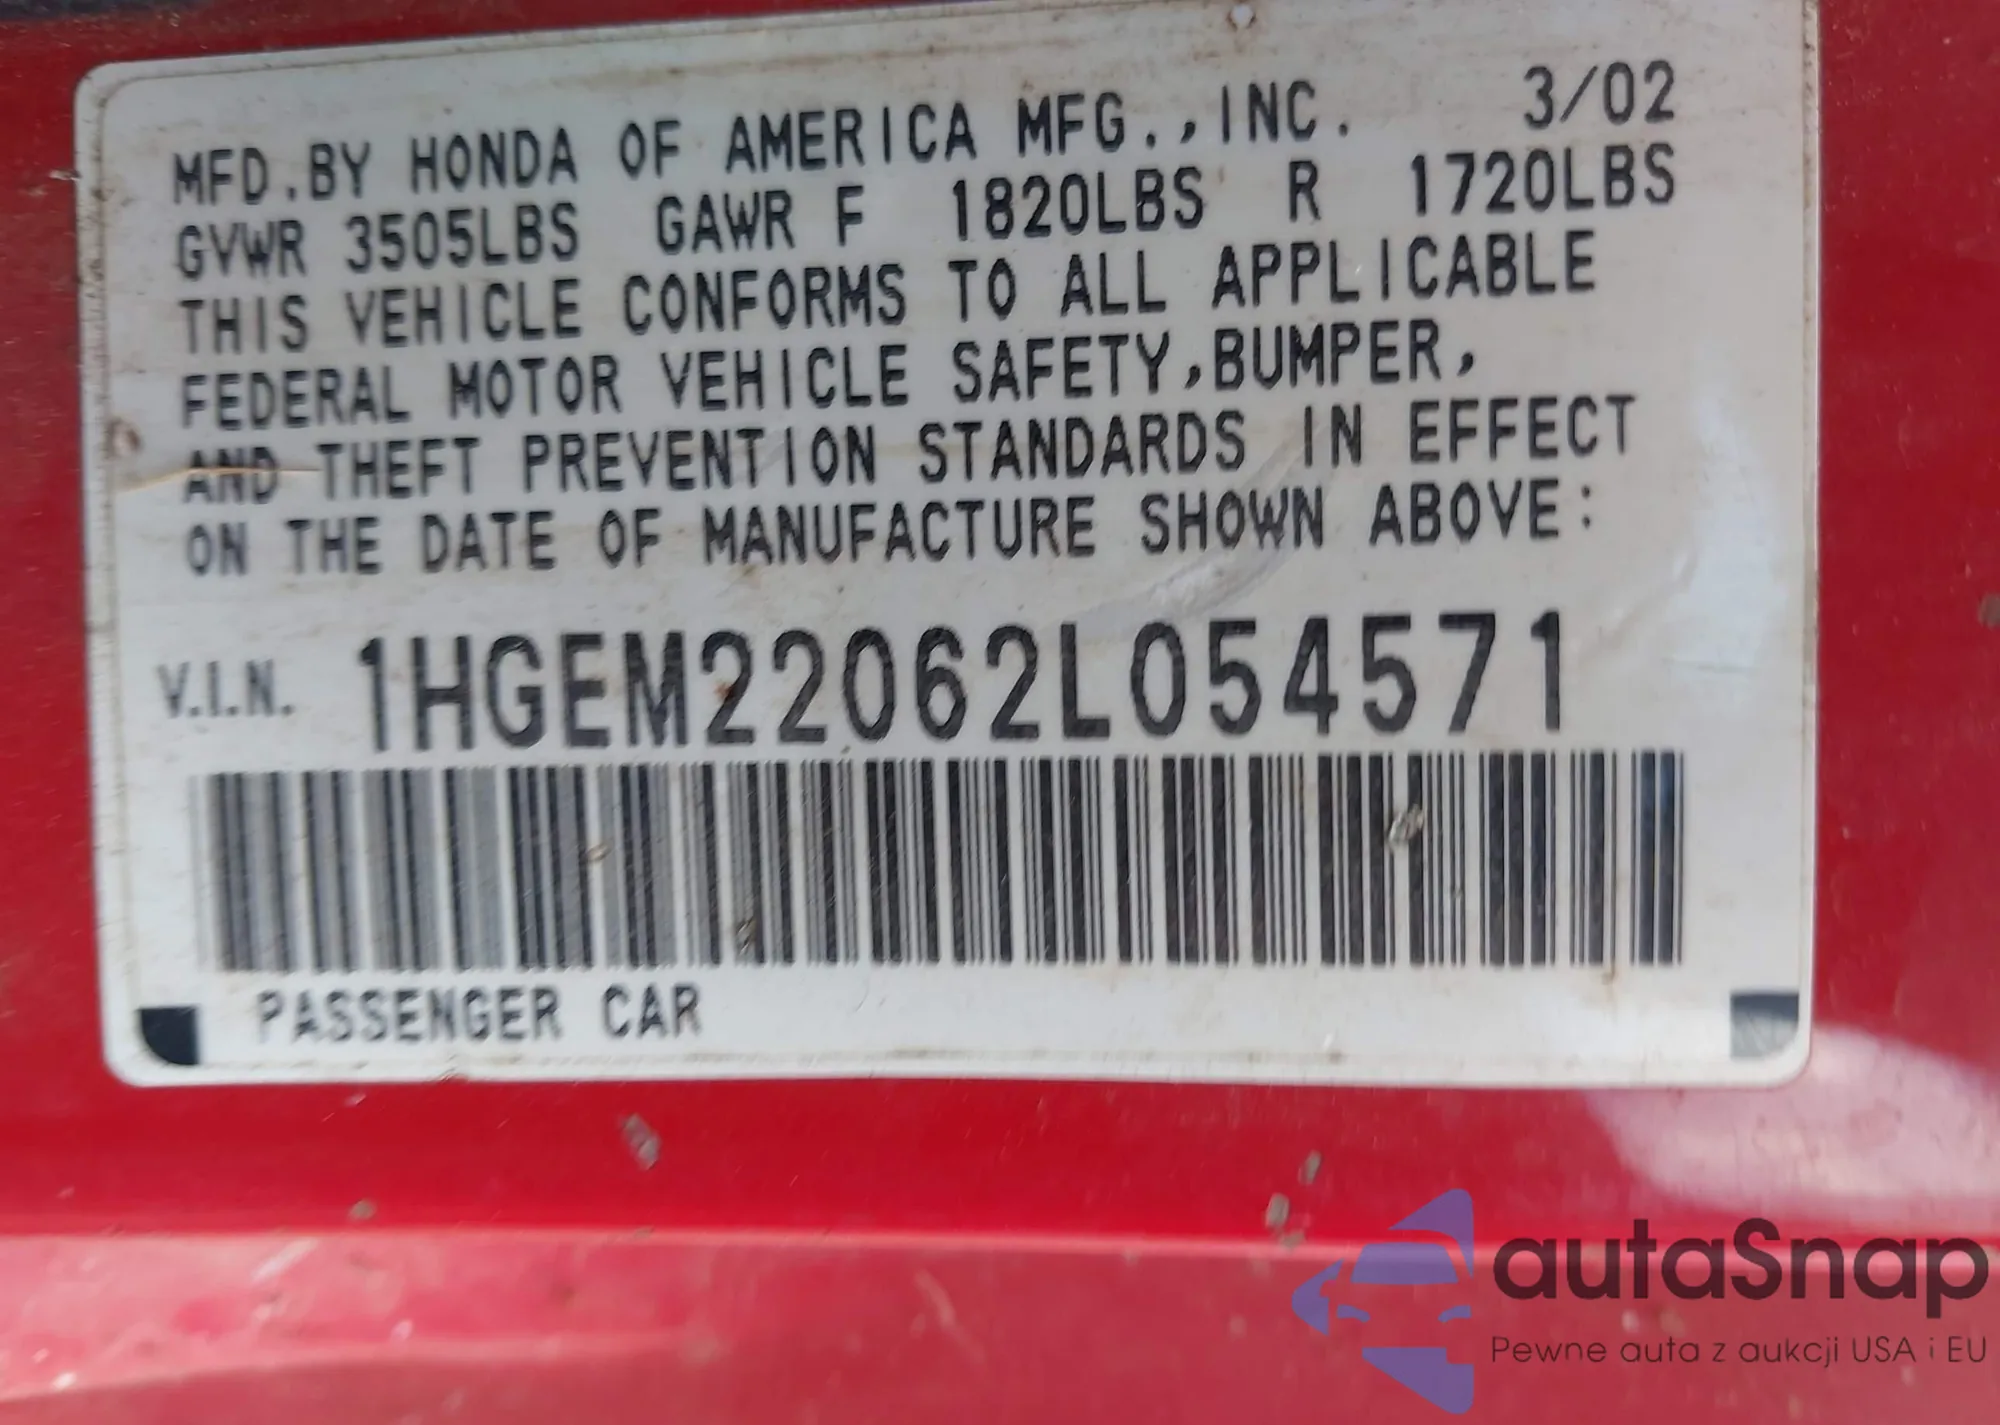 MFD.BY HONDA OF AMERICA MFG.,INC. 3/02
GVWR 3505LBS GAWR F 1820LBS R 1720LBS
THIS VEHICLE CONFORMS TO ALL APPLICABLE
FEDERAL MOTOR VEHICLE SAFETY,BUMPER,
AND THEFT PREVENTION STANDARDS IN EFFECT
ON THE DATE OF MANUFACTURE SHOWN ABOVE:
V.I.N. 1HGEM22062L054571
PASSENGER CAR
autaSnap
Pewne auta z aukcji USA i EU